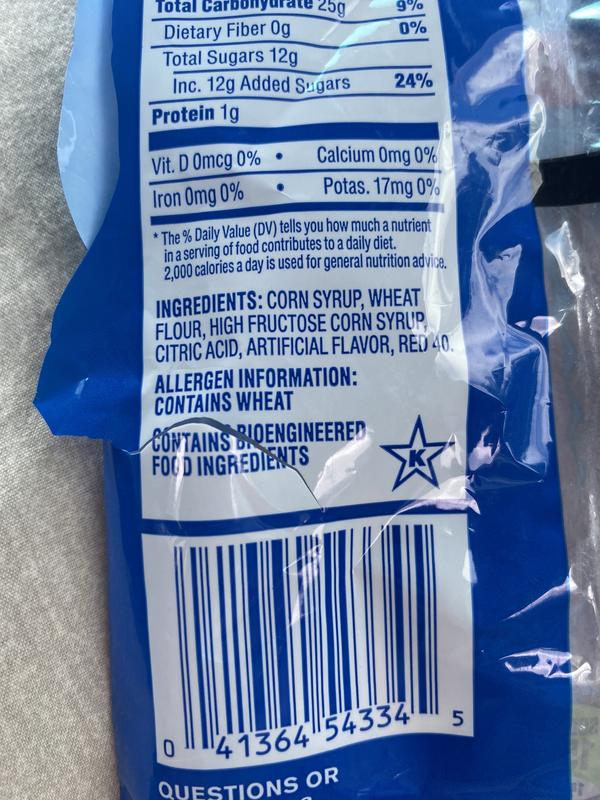 Total Carbohydrate 25g 9%
Dietary Fiber 0g 0%
Total Sugars 12g
Inc. 12g Added Sugars 24%
Protein 1g
Vit. D 0mcg 0% • Calcium 0mg 0%
Iron 0mg 0% • Potas. 17mg 0%
* The % Daily Value (DV) tells you how much a nutrient
in a serving of food contributes to a daily diet.
2,000 calories a day is used for general nutrition advice.
INGREDIENTS: CORN SYRUP, WHEAT
FLOUR, HIGH FRUCTOSE CORN SYRUP,
CITRIC ACID, ARTIFICIAL FLAVOR, RED 40.
ALLERGEN INFORMATION:
CONTAINS WHEAT
CONTAINS BIOENGINEERED
FOOD INGREDIENTS
K
0 41364 54334 5
QUESTIONS OR